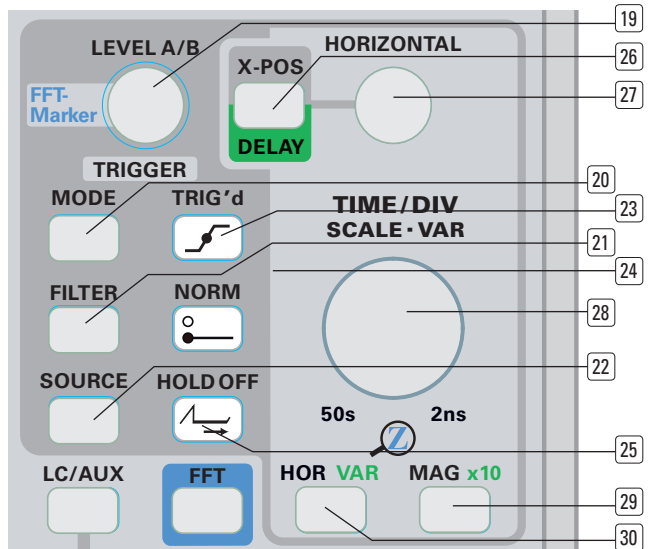 19
LEVEL A/B
HORIZONTAL
26
X-POS
FFT-
Marker
27
DELAY
TRIGGER
20
MODE
TRIG'd
TIME/DIV
23
SCALE · VAR
21
24
FILTER
NORM
28
22
SOURCE
HOLD OFF
50s
2ns
Z
25
LC/AUX
FFT
HOR VAR
MAG x10
29
30